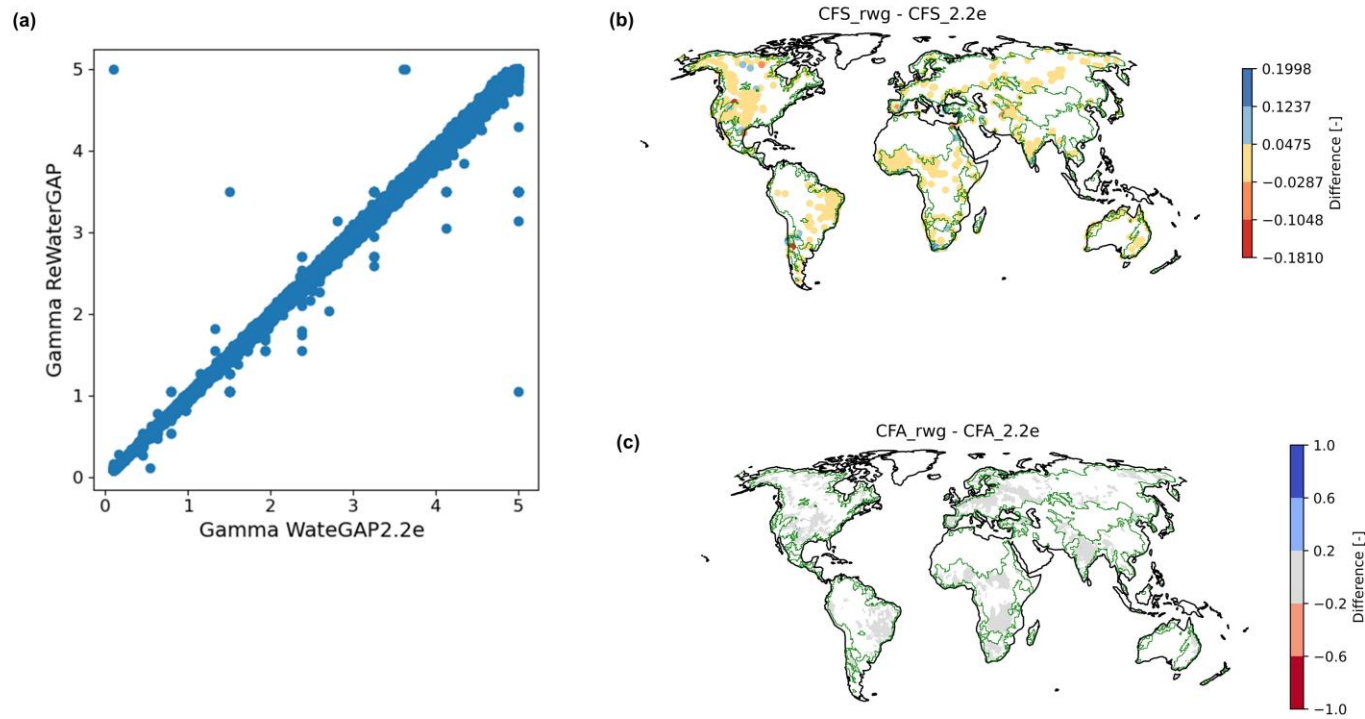 (a)
5
4
3
2
1
0
Gamma ReWaterGAP
0
1
2
3
4
5
Gamma WateGAP2.2e
(b)
CFS_rwg - CFS_2.2e
0.1998
0.1237
0.0475
−0.0287
−0.1048
−0.1810
Difference [-]
(c)
CFA_rwg - CFA_2.2e
1.0
0.6
0.2
−0.2
−0.6
−1.0
Difference [-]